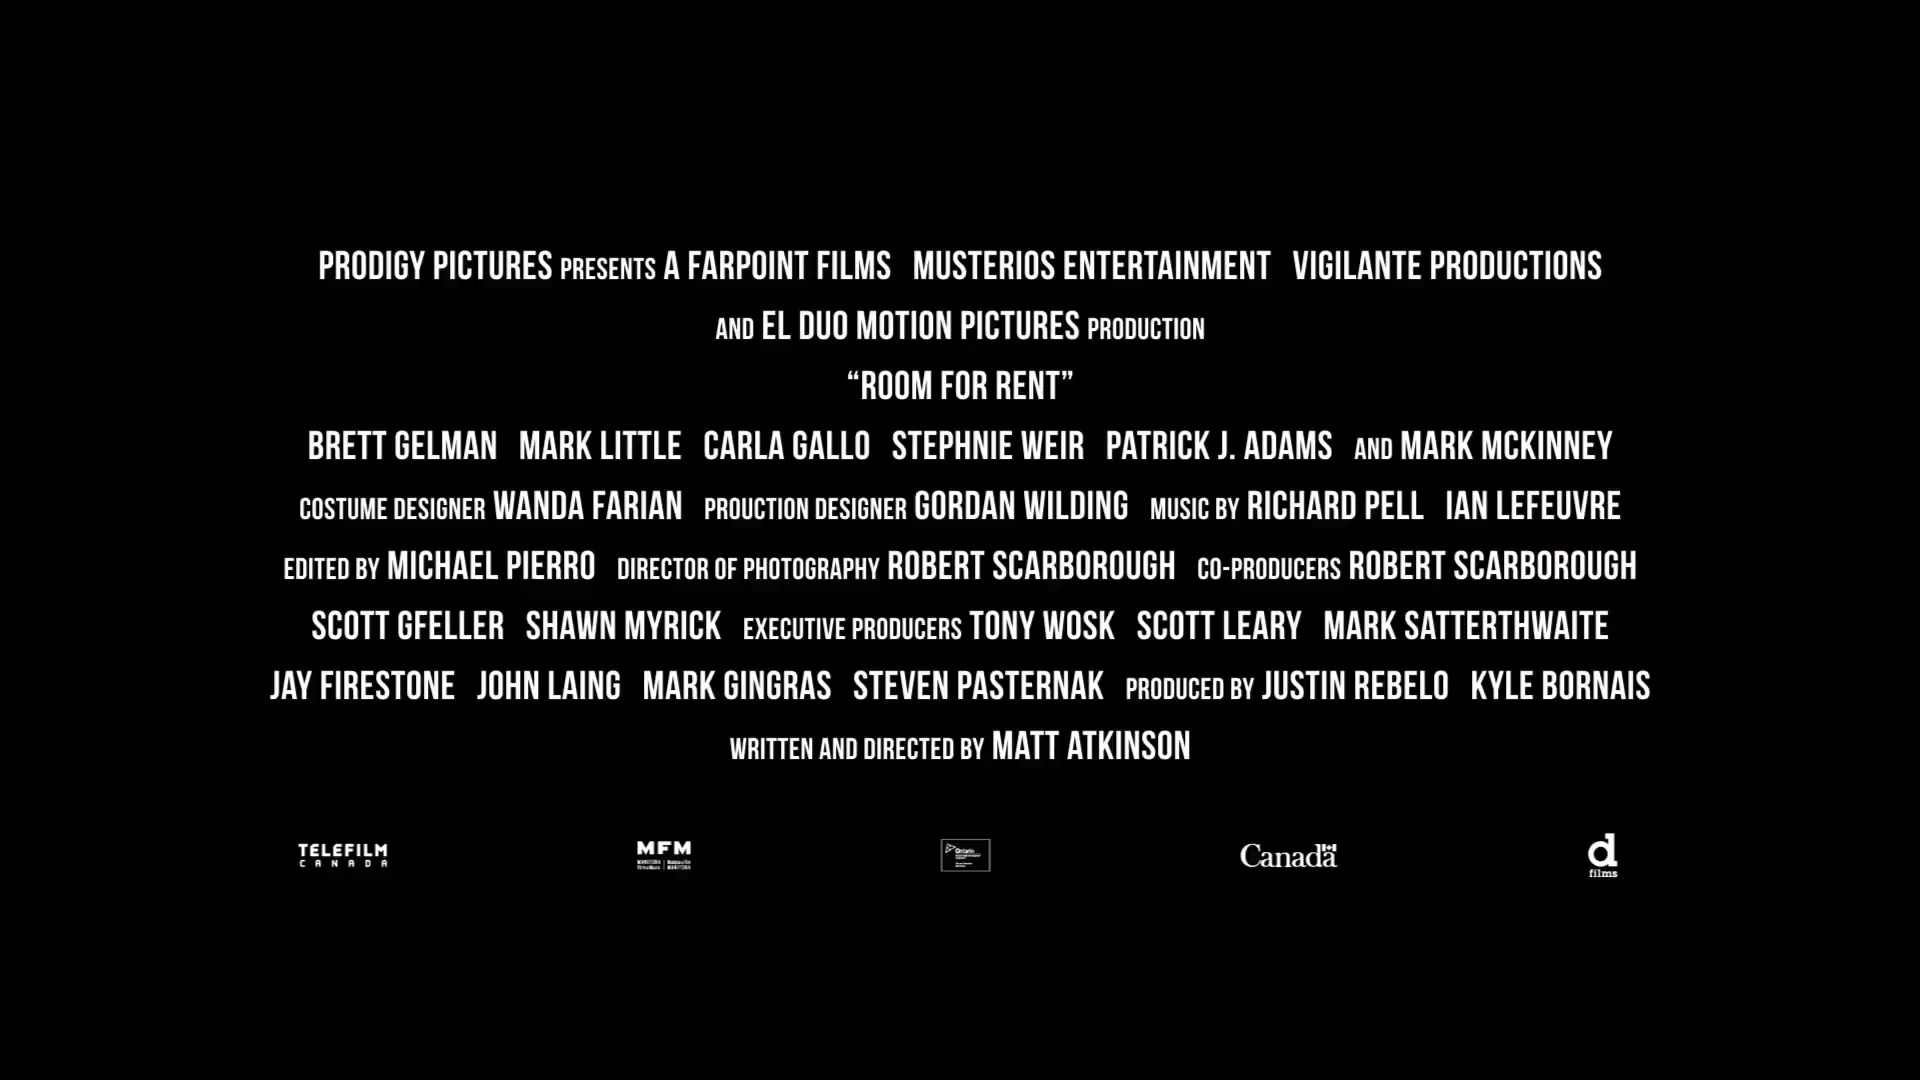 PRODIGY PICTURES PRESENTS A FARPOINT FILMS MUSTERIOS ENTERTAINMENT VIGILANTE PRODUCTIONS
AND EL DUO MOTION PICTURES PRODUCTION
“ROOM FOR RENT”
BRETT GELMAN MARK LITTLE CARLA GALLO STEPHNIE WEIR PATRICK J. ADAMS AND MARK MCKINNEY
COSTUME DESIGNER WANDA FARIAN PROUCTION DESIGNER GORDAN WILDING MUSIC BY RICHARD PELL IAN LEFEUVRE
EDITED BY MICHAEL PIERRO DIRECTOR OF PHOTOGRAPHY ROBERT SCARBOROUGH CO-PRODUCERS ROBERT SCARBOROUGH
SCOTT GFELLER SHAWN MYRICK EXECUTIVE PRODUCERS TONY WOSK SCOTT LEARY MARK SATTERTHWAITE
JAY FIRESTONE JOHN LAING MARK GINGRAS STEVEN PASTERNAK PRODUCED BY JUSTIN REBELO KYLE BORNAIS
WRITTEN AND DIRECTED BY MATT ATKINSON
TELEFILM
CANADA
MFM
Ontario
Canada
d
films